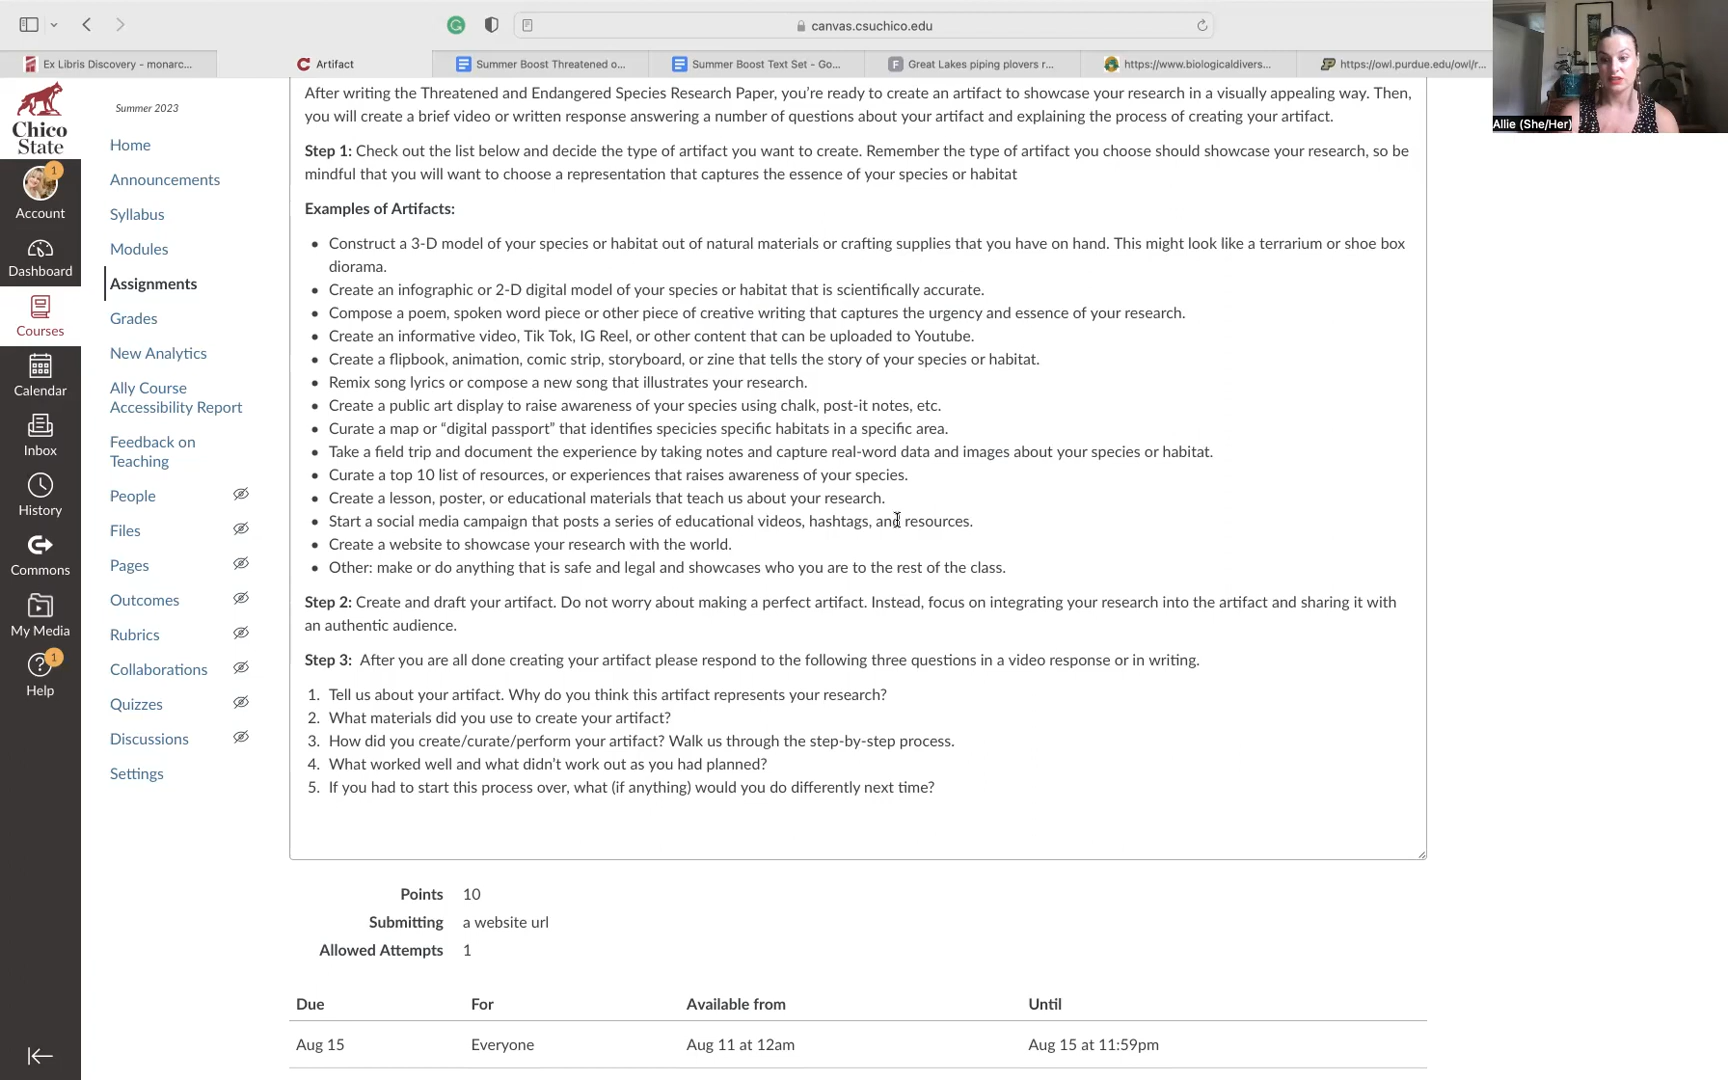 canvas.csuchico.edu
Ex Libris Discovery - monarc...
Artifact
Summer Boost Threatened o...
Summer Boost Text Set - Go...
Great Lakes piping plovers r...
https://www.biologicaldivers...
https://owl.purdue.edu/owl/r...
Allie (She/Her)
Chico
State
1
Account
Dashboard
Courses
Calendar
Inbox
History
Commons
My Media
1
Help
Summer 2023
Home
Announcements
Syllabus
Modules
Assignments
Grades
New Analytics
Ally Course
Accessibility Report
Feedback on
Teaching
People
Files
Pages
Outcomes
Rubrics
Collaborations
Quizzes
Discussions
Settings
After writing the Threatened and Endangered Species Research Paper, you're ready to create an artifact to showcase your research in a visually appealing way. Then,
you will create a brief video or written response answering a number of questions about your artifact and explaining the process of creating your artifact.
Step 1: Check out the list below and decide the type of artifact you want to create. Remember the type of artifact you choose should showcase your research, so be
mindful that you will want to choose a representation that captures the essence of your species or habitat
Examples of Artifacts:
• Construct a 3-D model of your species or habitat out of natural materials or crafting supplies that you have on hand. This might look like a terrarium or shoe box
diorama.
• Create an infographic or 2-D digital model of your species or habitat that is scientifically accurate.
• Compose a poem, spoken word piece or other piece of creative writing that captures the urgency and essence of your research.
• Create an informative video, Tik Tok, IG Reel, or other content that can be uploaded to Youtube.
• Create a flipbook, animation, comic strip, storyboard, or zine that tells the story of your species or habitat.
• Remix song lyrics or compose a new song that illustrates your research.
• Create a public art display to raise awareness of your species using chalk, post-it notes, etc.
• Curate a map or “digital passport” that identifies specicies specific habitats in a specific area.
• Take a field trip and document the experience by taking notes and capture real-word data and images about your species or habitat.
• Curate a top 10 list of resources, or experiences that raises awareness of your species.
• Create a lesson, poster, or educational materials that teach us about your research.
• Start a social media campaign that posts a series of educational videos, hashtags, and resources.
• Create a website to showcase your research with the world.
• Other: make or do anything that is safe and legal and showcases who you are to the rest of the class.
Step 2: Create and draft your artifact. Do not worry about making a perfect artifact. Instead, focus on integrating your research into the artifact and sharing it with
an authentic audience.
Step 3: After you are all done creating your artifact please respond to the following three questions in a video response or in writing.
1. Tell us about your artifact. Why do you think this artifact represents your research?
2. What materials did you use to create your artifact?
3. How did you create/curate/perform your artifact? Walk us through the step-by-step process.
4. What worked well and what didn't work out as you had planned?
5. If you had to start this process over, what (if anything) would you do differently next time?
Points 10
Submitting a website url
Allowed Attempts 1
Due For Available from Until
Aug 15 Everyone Aug 11 at 12am Aug 15 at 11:59pm